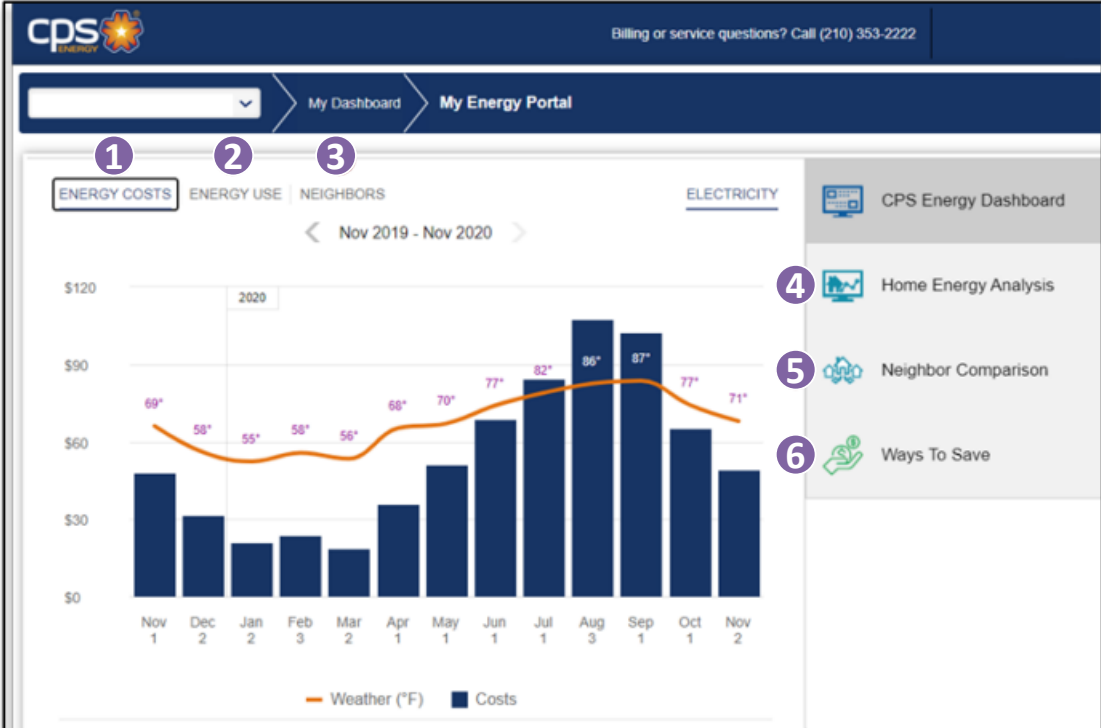 cps
ENERGY
Billing or service questions? Call (210) 353-2222
My Dashboard
My Energy Portal
1
2
3
ENERGY COSTS
ENERGY USE
NEIGHBORS
ELECTRICITY
Nov 2019 - Nov 2020
CPS Energy Dashboard
4
Home Energy Analysis
5
Neighbor Comparison
6
Ways To Save
$120
$90
$60
$30
$0
2020
69°
58°
55°
58°
56°
68°
70°
77°
82°
86°
87°
77°
71°
Nov
1
Dec
2
Jan
2
Feb
3
Mar
2
Apr
1
May
1
Jun
1
Jul
1
Aug
3
Sep
1
Oct
1
Nov
2
Weather (°F)
Costs